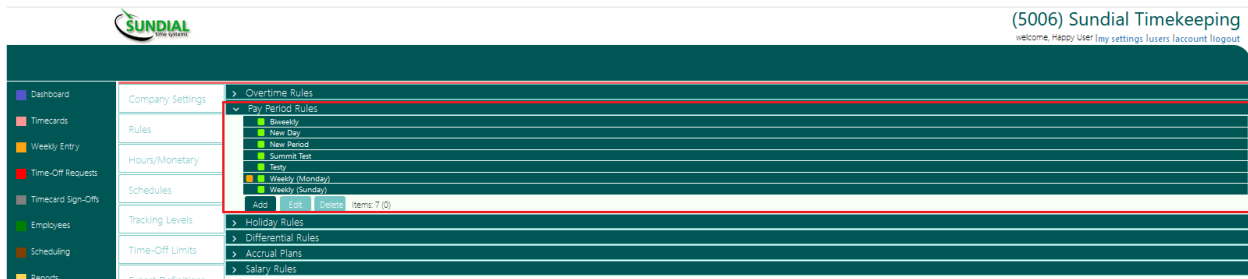 SUNDIAL
time systems
(5006) Sundial Timekeeping
welcome, Happy User |my settings |users |account |logout
Dashboard
Timecards
Weekly Entry
Time-Off Requests
Timecard Sign-Offs
Employees
Scheduling
Reports
Company Settings
Rules
Hours/Monetary
Schedules
Tracking Levels
Time-Off Limits
Export Definitions
> Overtime Rules
Pay Period Rules
Biweekly
New Day
New Period
Summit Test
Testy
Weekly (Monday)
Weekly (Sunday)
Add Edit Delete Items: 7 (0)
> Holiday Rules
> Differential Rules
> Accrual Plans
> Salary Rules